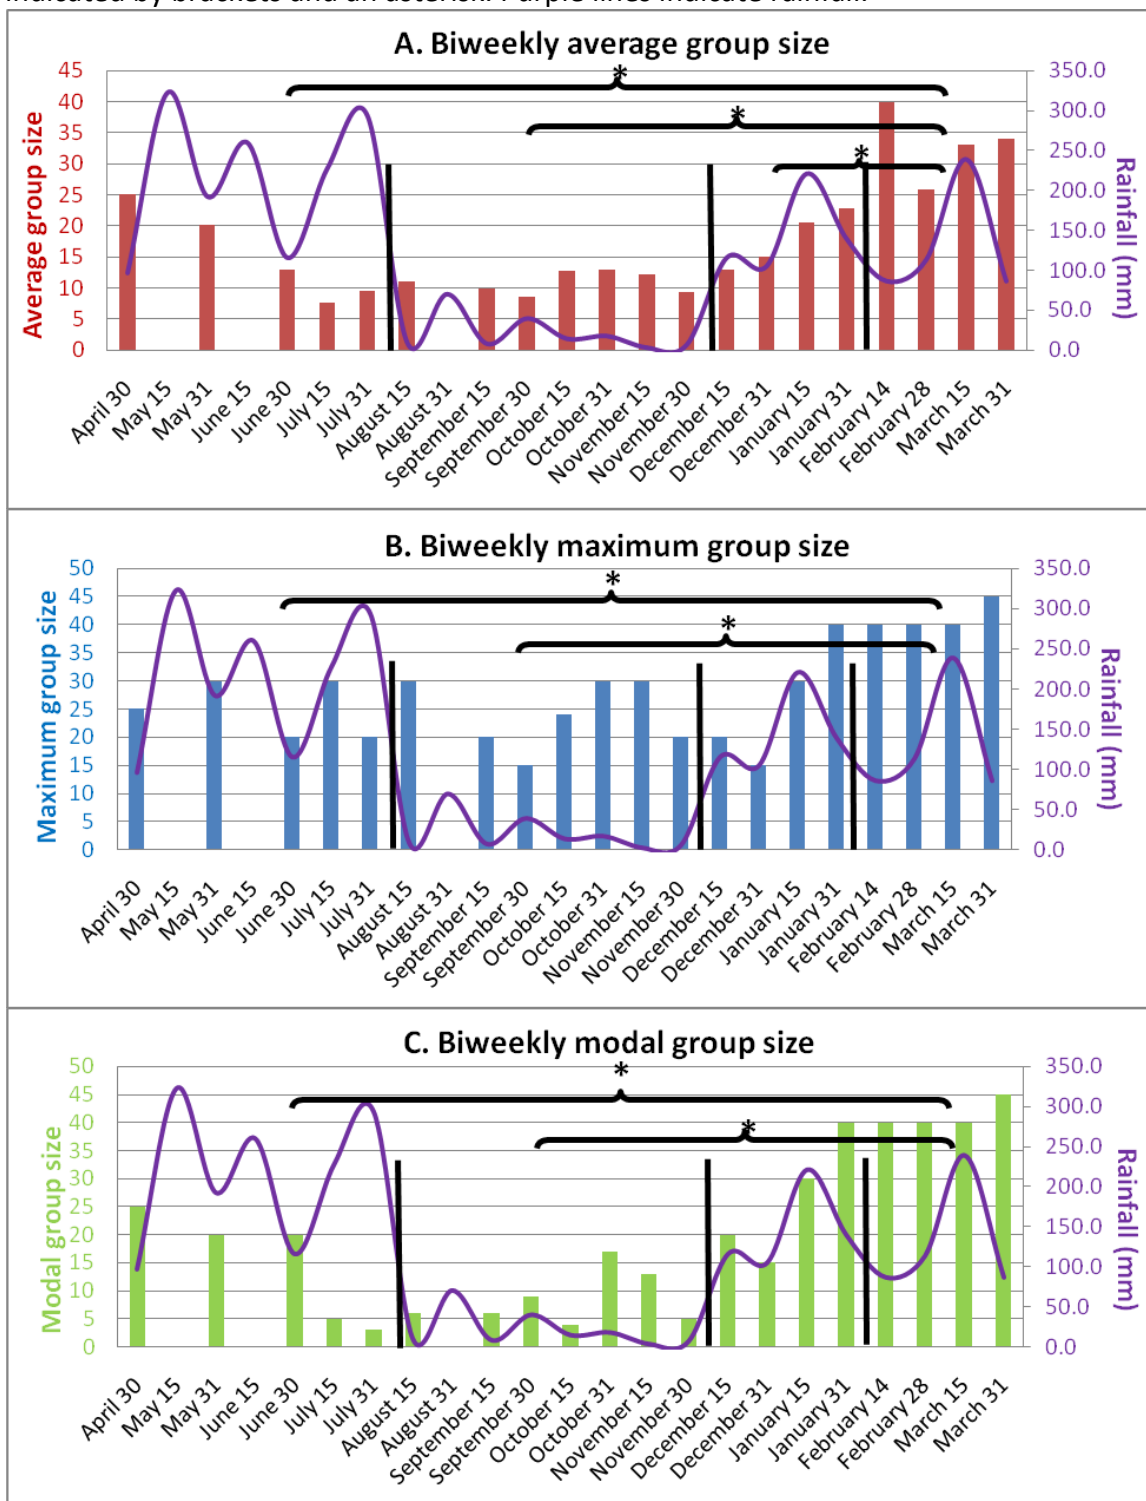 indicated by brackets and an asterisk. Purple lines indicate rainfall.
A. Biweekly average group size
*
*
*
45
40
35
30
25
20
15
10
5
0
Average group size
350.0
300.0
250.0
200.0
150.0
100.0
50.0
0.0
Rainfall (mm)
April 30
May 15
May 31
June 15
June 30
July 15
July 31
August 15
August 31
September 15
September 30
October 15
October 31
November 15
November 30
December 15
December 31
January 15
January 31
February 14
February 28
March 15
March 31
B. Biweekly maximum group size
*
*
50
45
40
35
30
25
20
15
10
5
0
Maximum group size
350.0
300.0
250.0
200.0
150.0
100.0
50.0
0.0
Rainfall (mm)
April 30
May 15
May 31
June 15
June 30
July 15
July 31
August 15
August 31
September 15
September 30
October 15
October 31
November 15
November 30
December 15
December 31
January 15
January 31
February 14
February 28
March 15
March 31
C. Biweekly modal group size
*
*
50
45
40
35
30
25
20
15
10
5
0
Modal group size
350.0
300.0
250.0
200.0
150.0
100.0
50.0
0.0
Rainfall (mm)
April 30
May 15
May 31
June 15
June 30
July 15
July 31
August 15
August 31
September 15
September 30
October 15
October 31
November 15
November 30
December 15
December 31
January 15
January 31
February 14
February 28
March 15
March 31